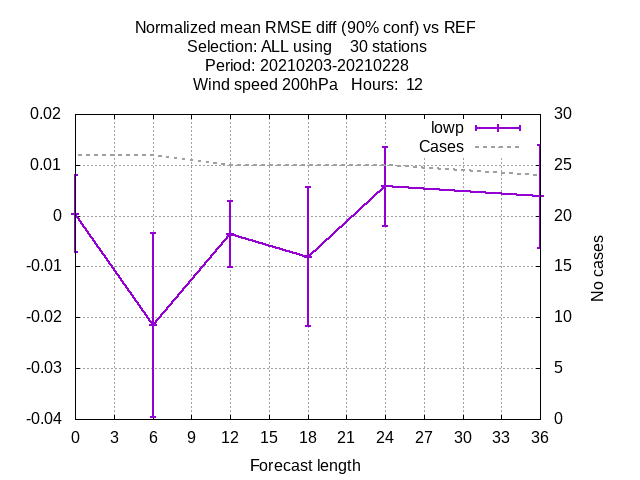 Normalized mean RMSE diff (90% conf) vs REF
Selection: ALL using    30 stations
Period: 20210203-20210228
Wind speed 200hPa   Hours:  12
lowp
Cases
0.02
0.01
0
-0.01
-0.02
-0.03
-0.04
30
25
20
15
10
5
0
No cases
0 3 6 9 12 15 18 21 24 27 30 33 36
Forecast length